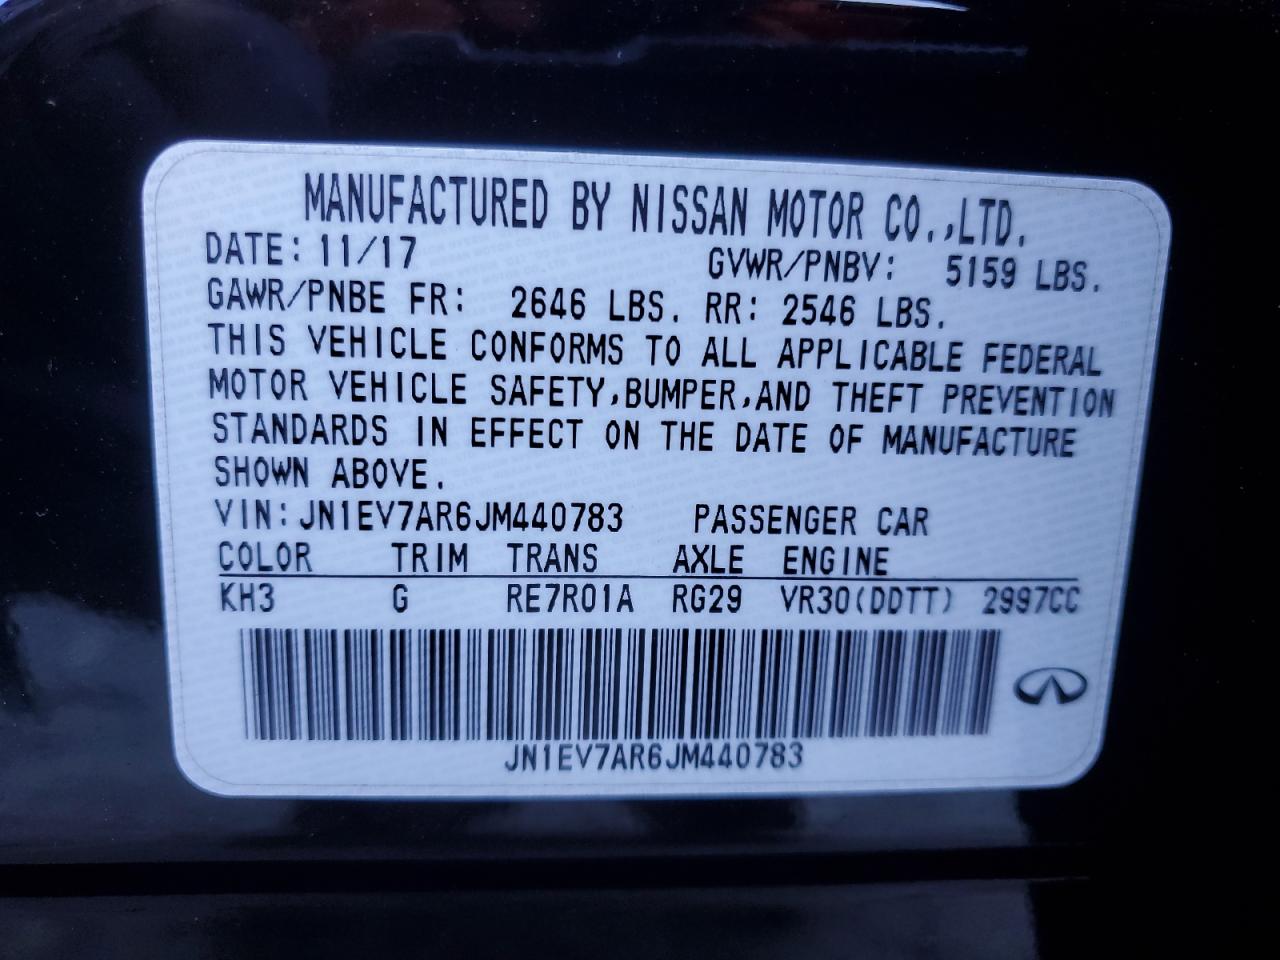 MANUFACTURED BY NISSAN MOTOR CO.,LTD.
DATE: 11/17 GVWR/PNBV: 5159 LBS.
GAWR/PNBE FR: 2646 LBS. RR: 2546 LBS.
THIS VEHICLE CONFORMS TO ALL APPLICABLE FEDERAL
MOTOR VEHICLE SAFETY,BUMPER,AND THEFT PREVENTION
STANDARDS IN EFFECT ON THE DATE OF MANUFACTURE
SHOWN ABOVE.
VIN: JN1EV7AR6JM440783 PASSENGER CAR
COLOR TRIM TRANS AXLE ENGINE
KH3 G RE7R01A RG29 VR30(DDTT) 2997CC
JN1EV7AR6JM440783